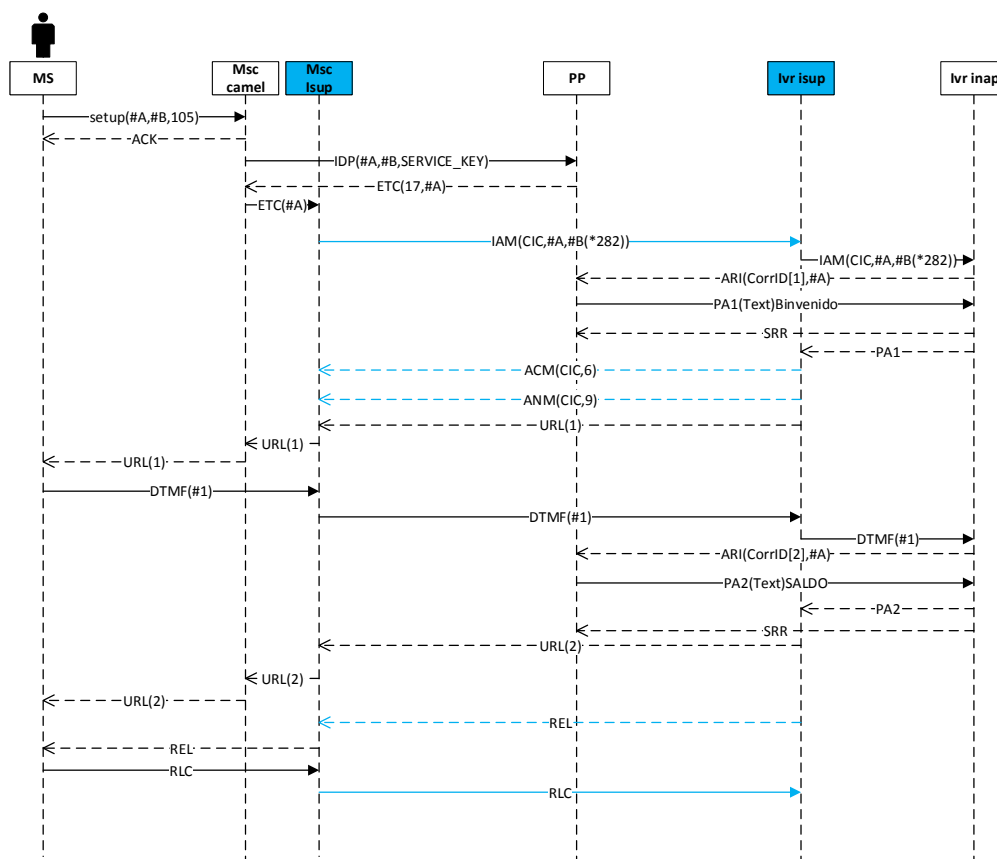 MS
Msc
camel
Msc
Isup
PP
Ivr isup
Ivr inap
setup(#A,#B,105)
ACK
IDP(#A,#B,SERVICE_KEY)
ETC(17,#A)
ETC(#A)
IAM(CIC,#A,#B(*282))
IAM(CIC,#A,#B(*282))
ARI(CorrID[1],#A)
PA1(Text)Binvenido
SRR
PA1
ACM(CIC,6)
ANM(CIC,9)
URL(1)
URL(1)
URL(1)
DTMF(#1)
DTMF(#1)
DTMF(#1)
ARI(CorrID[2],#A)
PA2(Text)SALDO
PA2
SRR
URL(2)
URL(2)
URL(2)
REL
REL
RLC
RLC